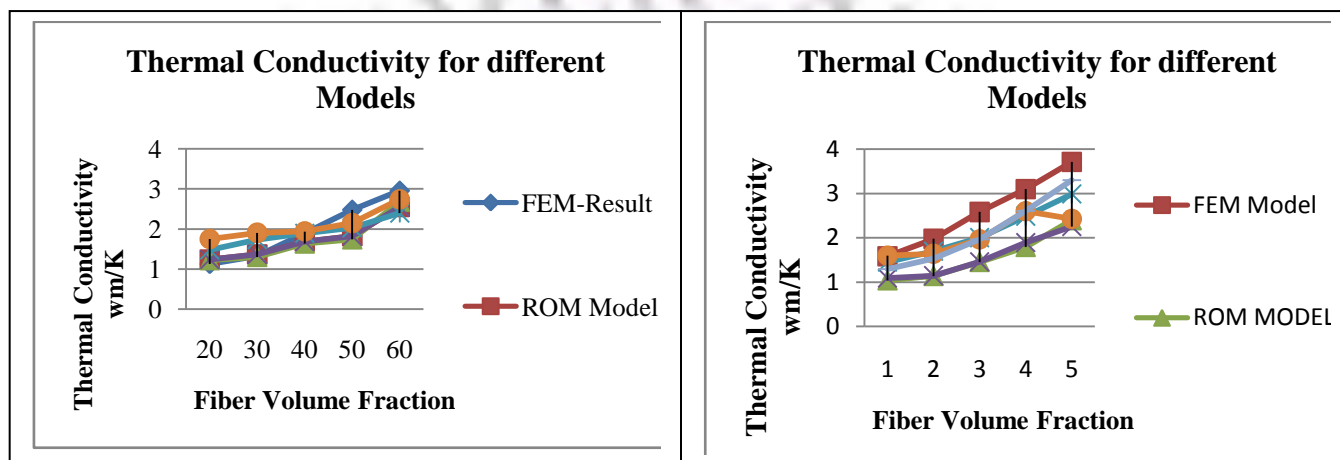 Thermal Conductivity for different
Models
Thermal Conductivity
wm/K
4
3
2
1
0
20 30 40 50 60
Fiber Volume Fraction
FEM-Result
ROM Model
Thermal Conductivity for different
Models
Thermal Conductivity
wm/K
4
3
2
1
0
1 2 3 4 5
Fiber Volume Fraction
FEM Model
ROM MODEL